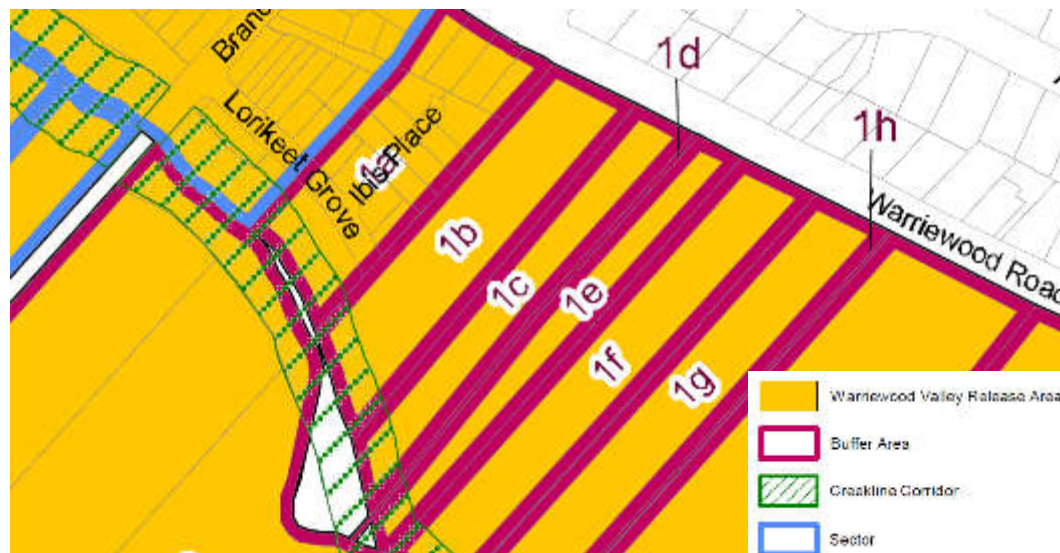 Bran
1d
1h
Lorikeet Grove
Ibis Place
1a
Warriewood Road
1b
1c
1e
1f
1g
Warriewood Valley Release Area
Buffer Area
Creekline Corridor
Sector